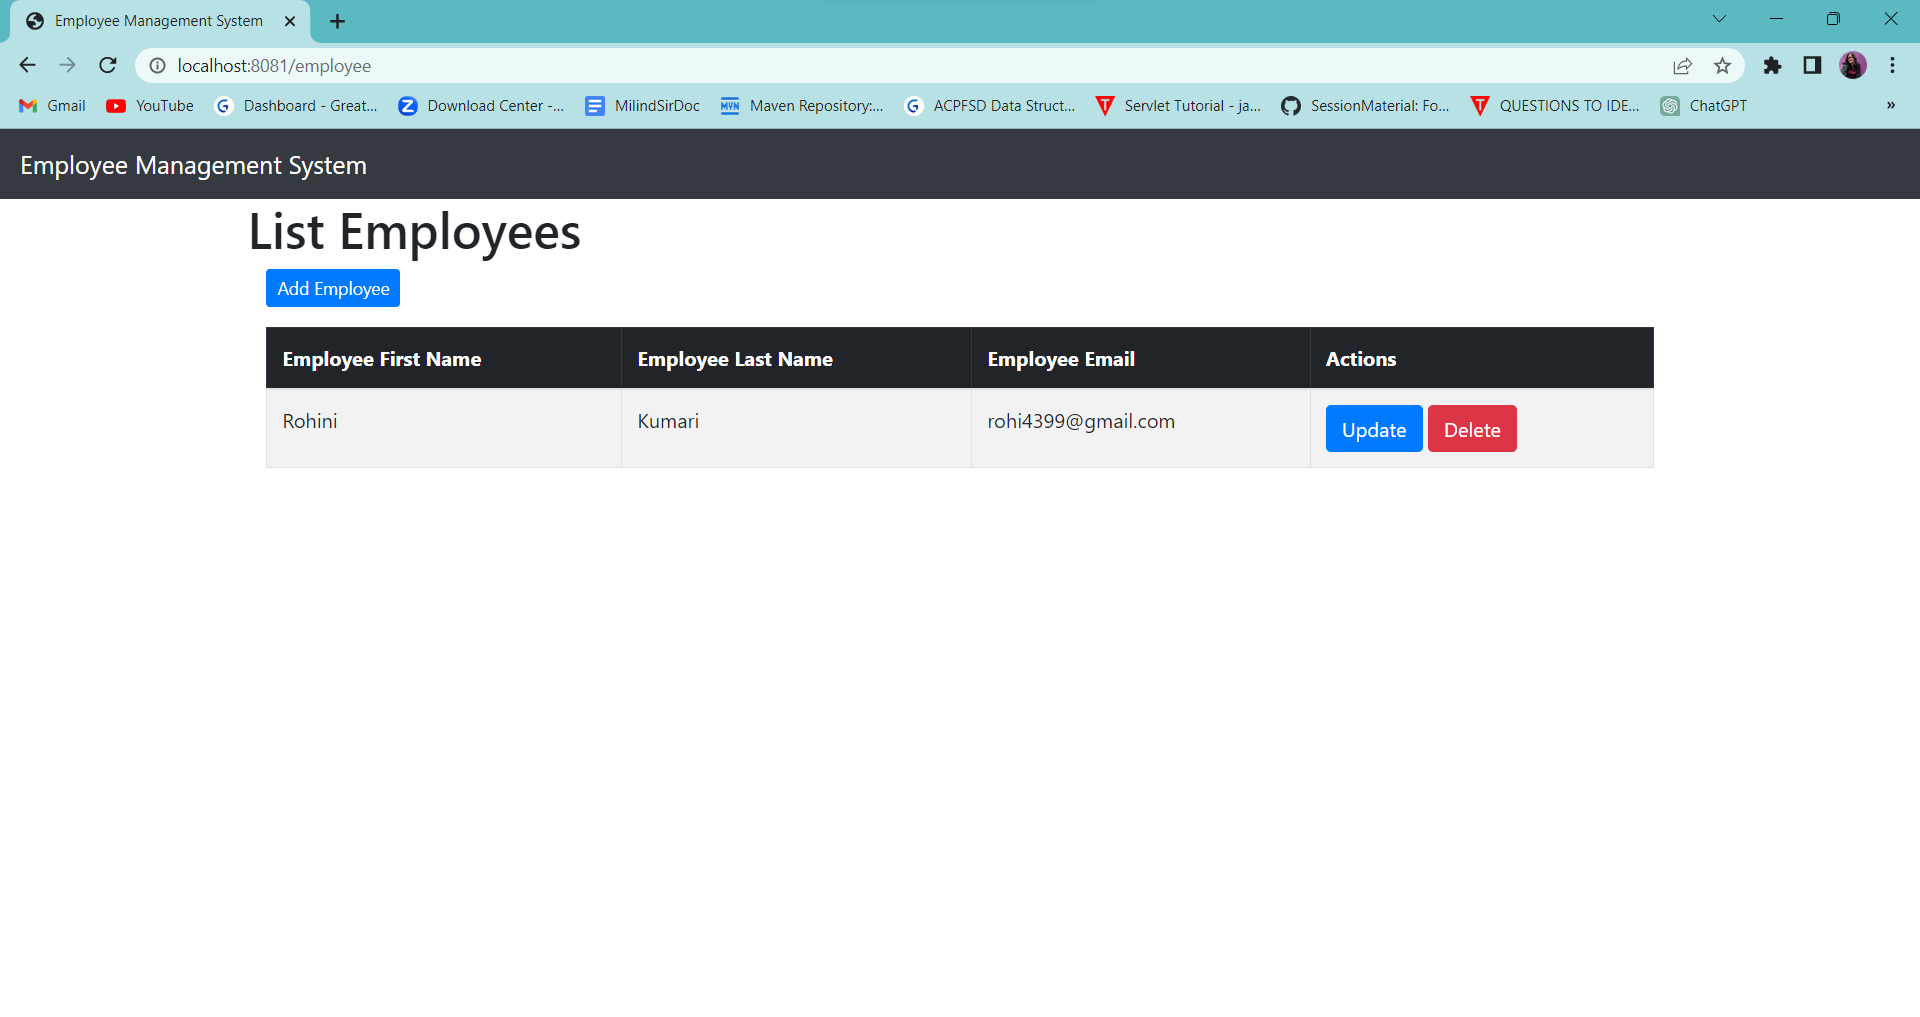 Employee Management System
localhost:8081/employee
Gmail YouTube Dashboard - Great... Download Center -... MilindSirDoc Maven Repository:... ACPFSD Data Struct... Servlet Tutorial - ja... SessionMaterial: Fo... QUESTIONS TO IDE... ChatGPT »
Employee Management System
List Employees
Add Employee
Employee First Name Employee Last Name Employee Email Actions
Rohini Kumari rohi4399@gmail.com Update Delete